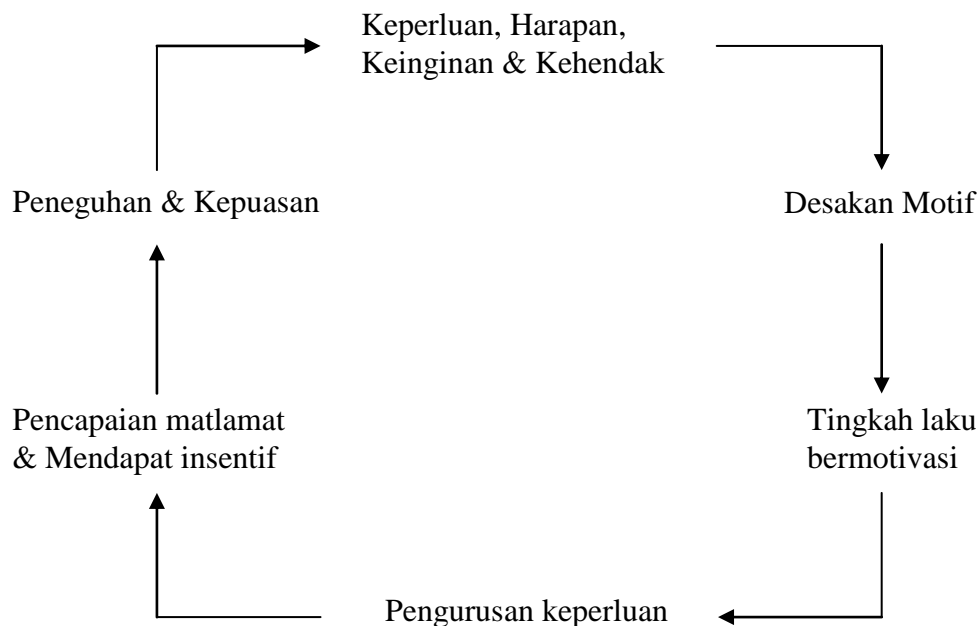 Keperluan, Harapan,
Keinginan & Kehendak
Peneguhan & Kepuasan
Desakan Motif
Pencapaian matlamat
& Mendapat insentif
Tingkah laku
bermotivasi
Pengurusan keperluan